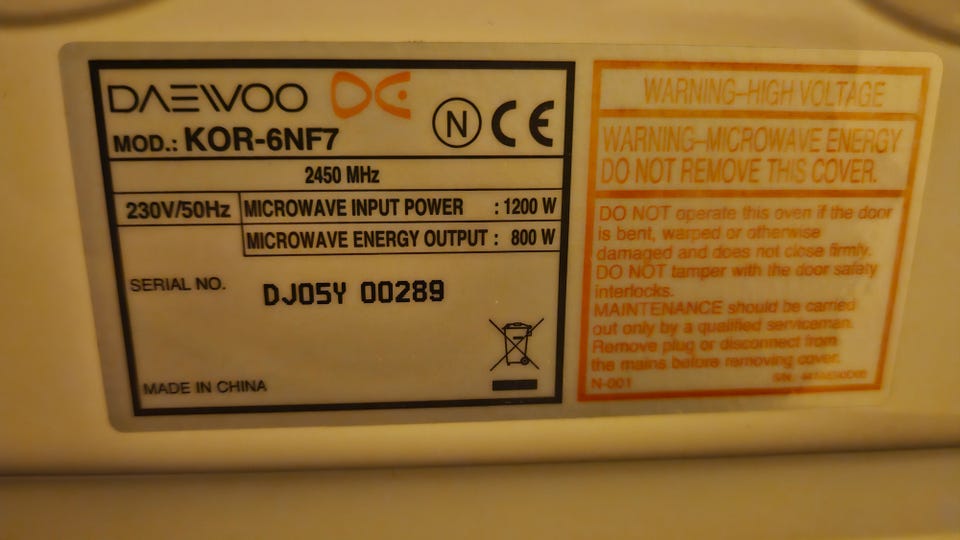 DAEWOO
MOD.: KOR-6NF7
N CE
2450 MHz
230V/50Hz MICROWAVE INPUT POWER : 1200 W
MICROWAVE ENERGY OUTPUT : 800 W
SERIAL NO. DJ05Y 00289
MADE IN CHINA
WARNING–HIGH VOLTAGE
WARNING–MICROWAVE ENERGY
DO NOT REMOVE THIS COVER.
DO NOT operate this oven if the door
is bent, warped or otherwise
damaged and does not close firmly.
DO NOT tamper with the door safety
interlocks.
MAINTENANCE should be carried
out only by a qualified serviceman.
Remove plug or disconnect from
the mains before removing cover.
N-001